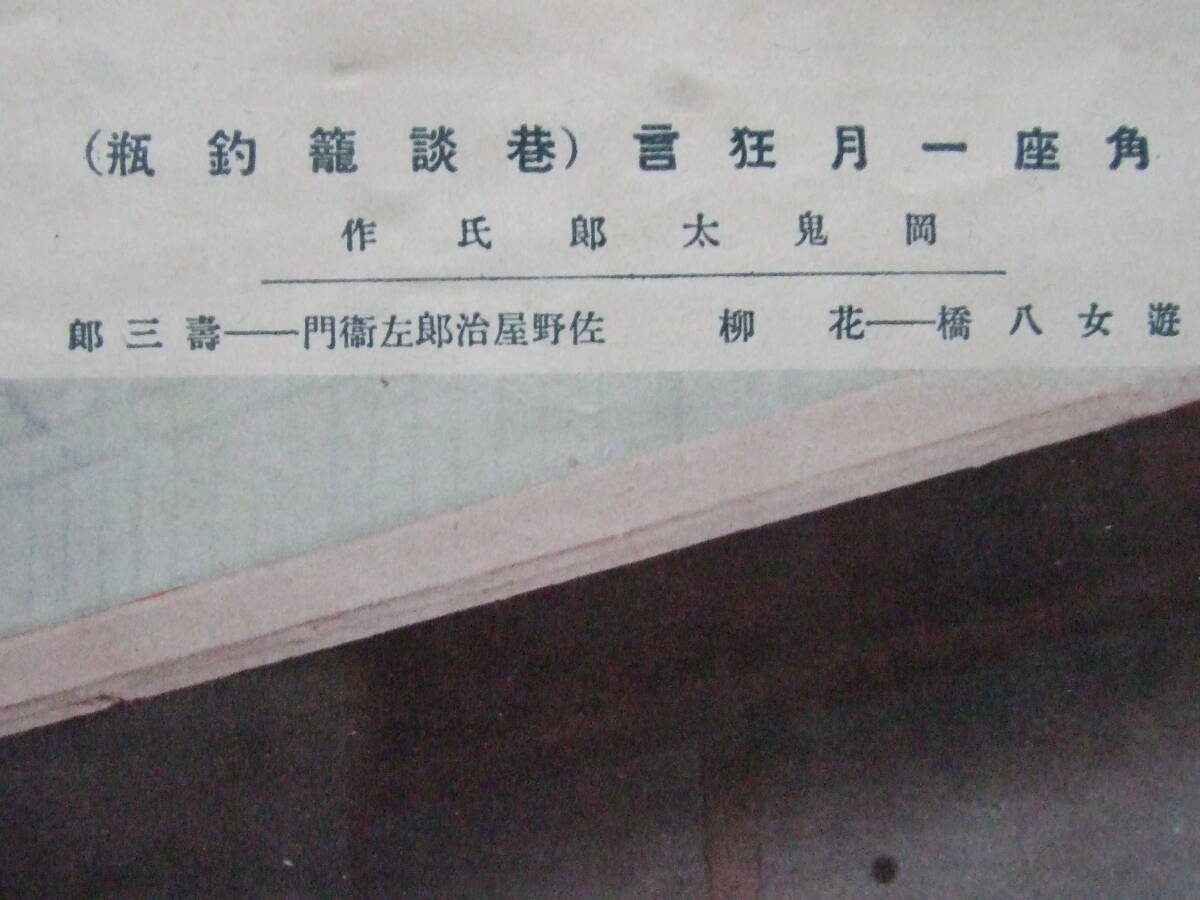 角座一月狂言（巷談籠釣瓶）
岡鬼太郎氏作
遊女八橋――花柳　佐野屋治郎左衞門――壽三郎